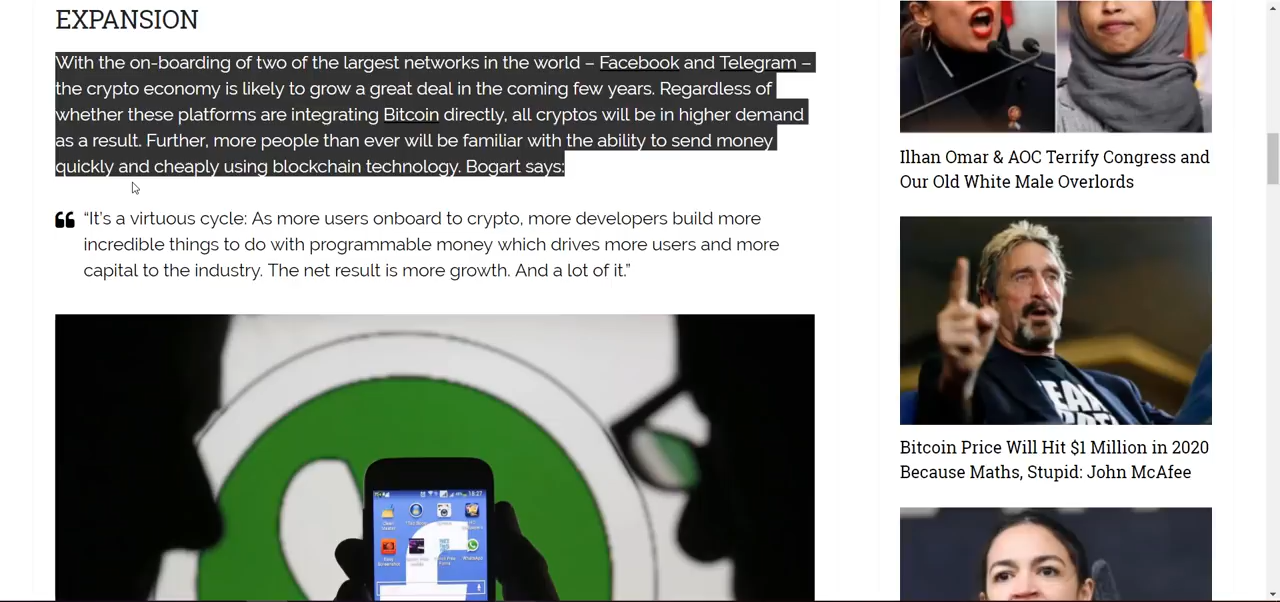 EXPANSION
With the on-boarding of two of the largest networks in the world – Facebook and Telegram –
the crypto economy is likely to grow a great deal in the coming few years. Regardless of
whether these platforms are integrating Bitcoin directly, all cryptos will be in higher demand
as a result. Further, more people than ever will be familiar with the ability to send money
quickly and cheaply using blockchain technology. Bogart says:
“It’s a virtuous cycle: As more users onboard to crypto, more developers build more
incredible things to do with programmable money which drives more users and more
capital to the industry. The net result is more growth. And a lot of it.”
Ilhan Omar & AOC Terrify Congress and
Our Old White Male Overlords
Bitcoin Price Will Hit $1 Million in 2020
Because Maths, Stupid: John McAfee